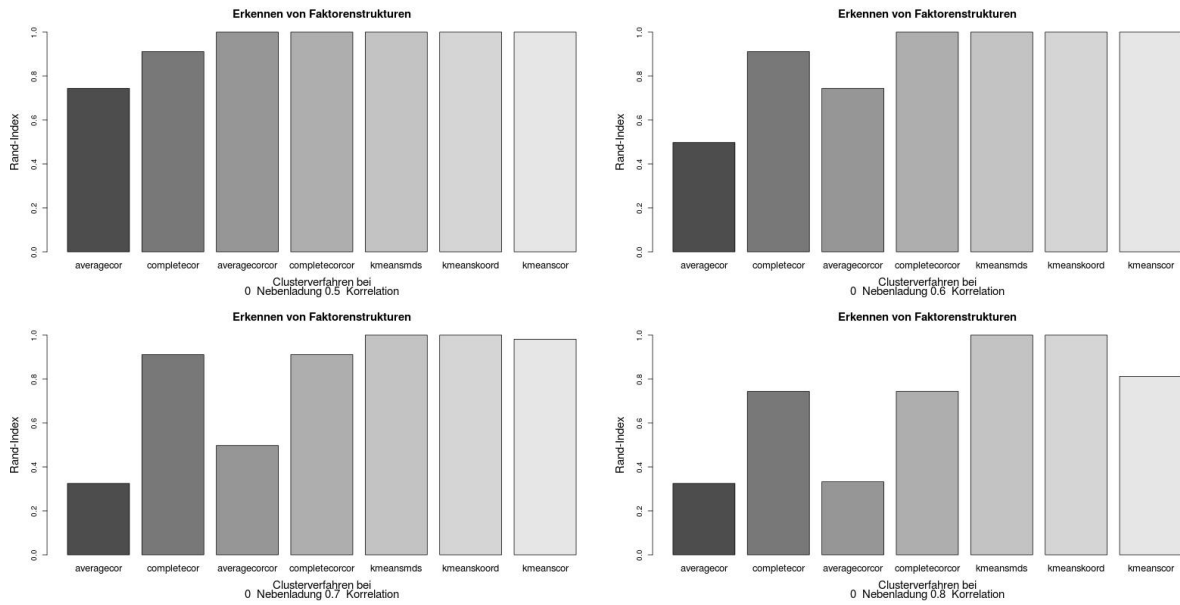 Erkennen von Faktorenstrukturen
Rand-Index
0.0 0.2 0.4 0.6 0.8 1.0
averagecor completecor averagecorcor completecorcor kmeansmds kmeanskoord kmeanscor
Clusterverfahren bei
0 Nebenladung 0.5 Korrelation
Erkennen von Faktorenstrukturen
Rand-Index
0.0 0.2 0.4 0.6 0.8 1.0
averagecor completecor averagecorcor completecorcor kmeansmds kmeanskoord kmeanscor
Clusterverfahren bei
0 Nebenladung 0.6 Korrelation
Erkennen von Faktorenstrukturen
Rand-Index
0.0 0.2 0.4 0.6 0.8 1.0
averagecor completecor averagecorcor completecorcor kmeansmds kmeanskoord kmeanscor
Clusterverfahren bei
0 Nebenladung 0.7 Korrelation
Erkennen von Faktorenstrukturen
Rand-Index
0.0 0.2 0.4 0.6 0.8 1.0
averagecor completecor averagecorcor completecorcor kmeansmds kmeanskoord kmeanscor
Clusterverfahren bei
0 Nebenladung 0.8 Korrelation